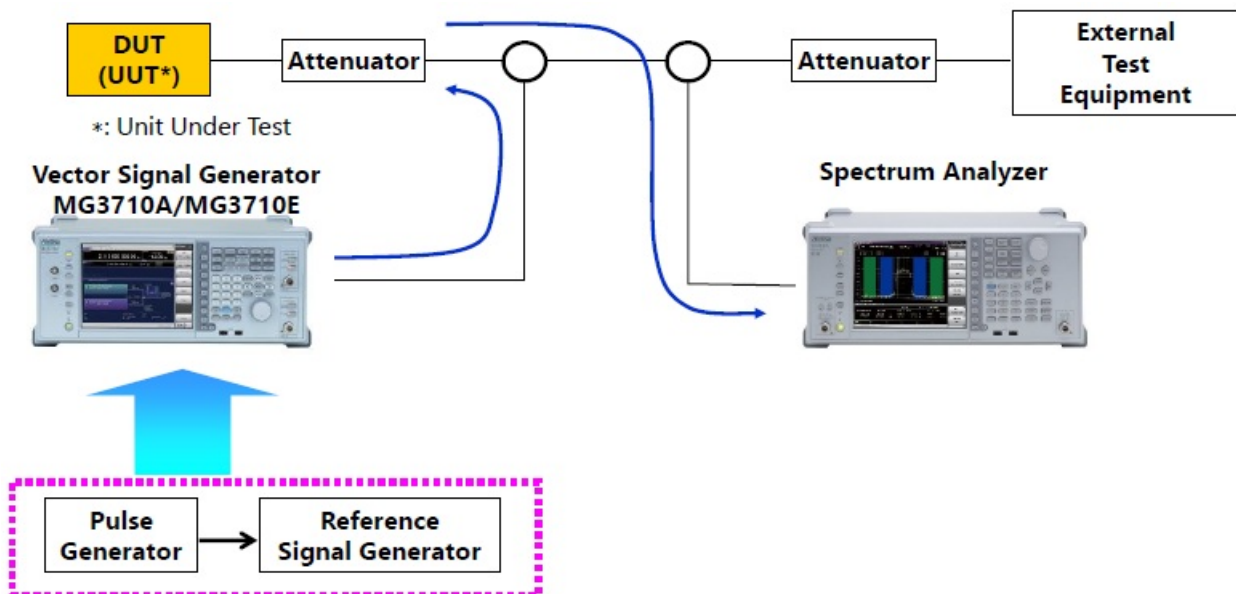 DUT
(UUT*)
Attenuator
Attenuator
External
Test
Equipment
*: Unit Under Test
Vector Signal Generator
MG3710A/MG3710E
Spectrum Analyzer
Pulse
Generator
Reference
Signal Generator